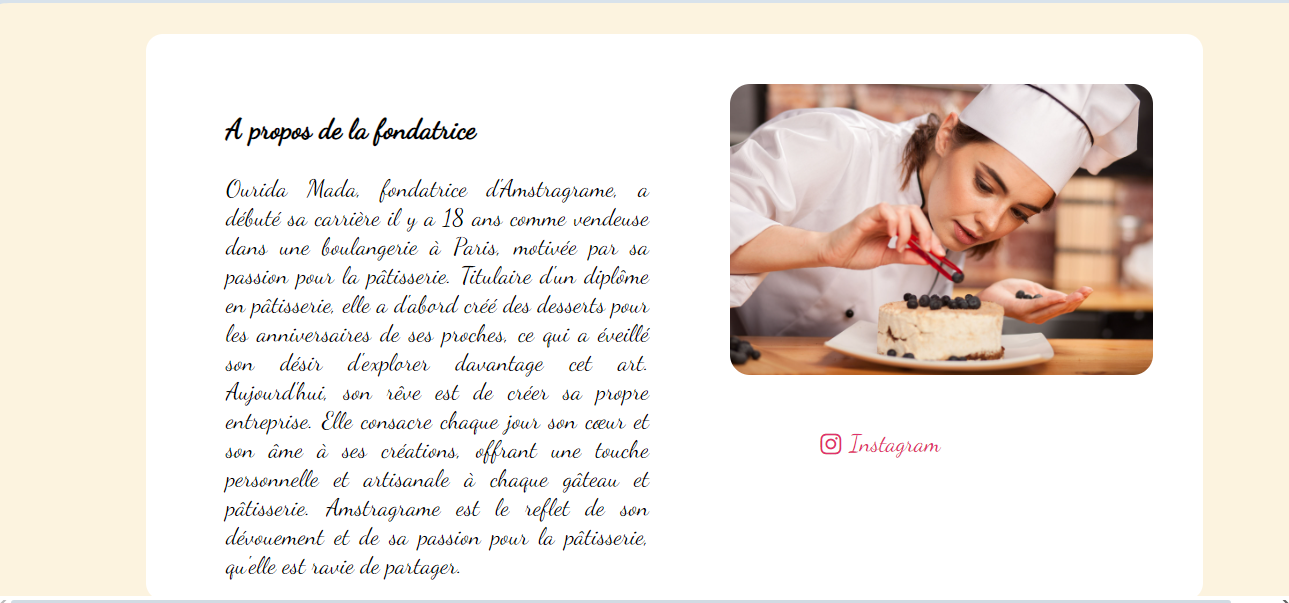 A propos de la fondatrice
Ourida Mada, fondatrice d'Amstragrame, a
débuté sa carrière il y a 18 ans comme vendeuse
dans une boulangerie à Paris, motivée par sa
passion pour la pâtisserie. Titulaire d'un diplôme
en pâtisserie, elle a d'abord créé des desserts pour
les anniversaires de ses proches, ce qui a éveillé
son désir d'explorer davantage cet art.
Aujourd'hui, son rêve est de créer sa propre
entreprise. Elle consacre chaque jour son cœur et
son âme à ses créations, offrant une touche
personnelle et artisanale à chaque gâteau et
pâtisserie. Amstragrame est le reflet de son
dévouement et de sa passion pour la pâtisserie,
qu'elle est ravie de partager.
Instagram